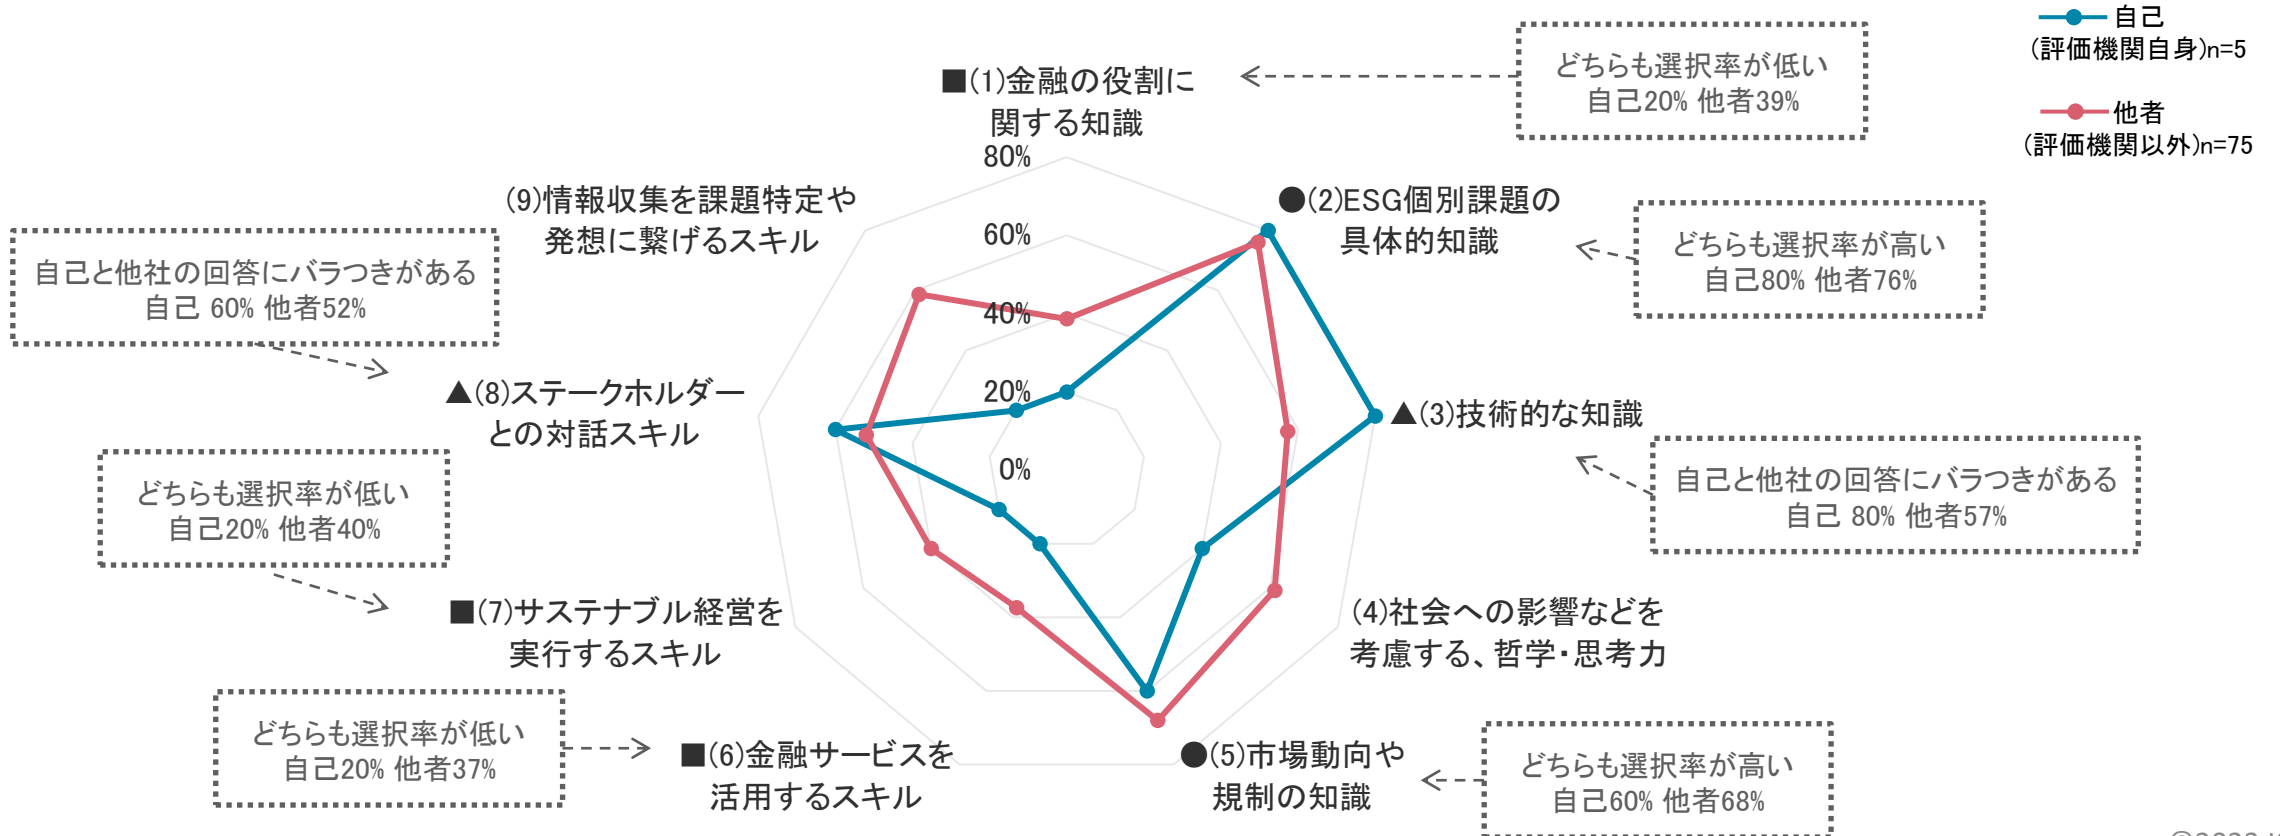 自己
(評価機関自身)n=5
他者
(評価機関以外)n=75
どちらも選択率が低い
自己20% 他者39%
■(1)金融の役割に
関する知識
80%
60%
40%
20%
0%
●(2)ESG個別課題の
具体的知識
どちらも選択率が高い
自己80% 他者76%
▲(3)技術的な知識
自己と他社の回答にバラつきがある
自己 80% 他者57%
(4)社会への影響などを
考慮する、哲学・思考力
●(5)市場動向や
規制の知識
どちらも選択率が高い
自己60% 他者68%
■(6)金融サービスを
活用するスキル
どちらも選択率が低い
自己20% 他者37%
■(7)サステナブル経営を
実行するスキル
どちらも選択率が低い
自己20% 他者40%
▲(8)ステークホルダー
との対話スキル
自己と他社の回答にバラつきがある
自己 60% 他者52%
(9)情報収集を課題特定や
発想に繋げるスキル